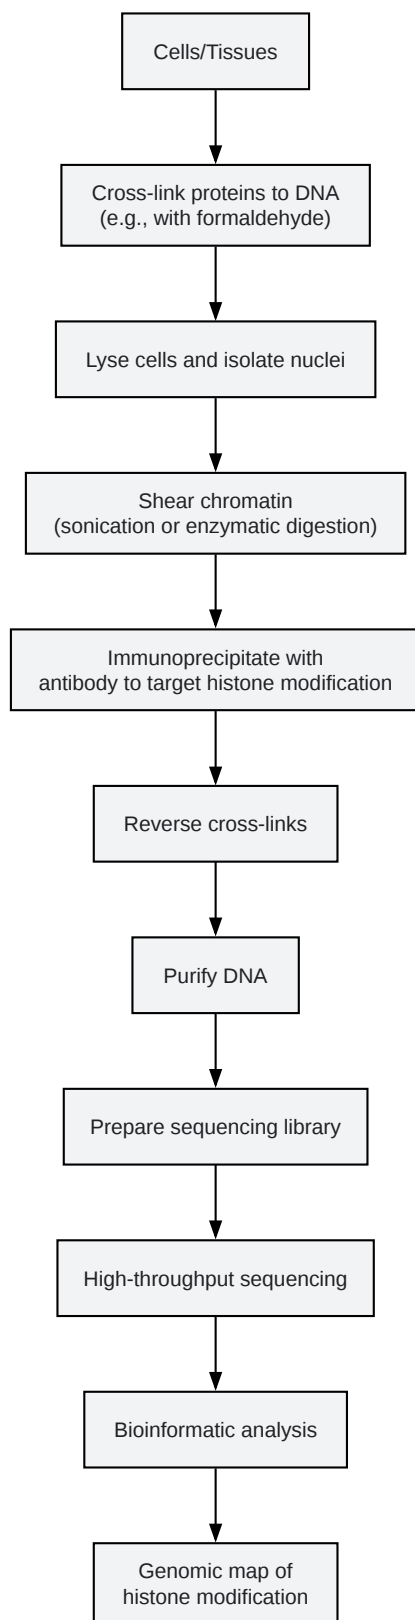 Cells/Tissues
Cross-link proteins to DNA
(e.g., with formaldehyde)
Lyse cells and isolate nuclei
Shear chromatin
(sonication or enzymatic digestion)
Immunoprecipitate with
antibody to target histone modification
Reverse cross-links
Purify DNA
Prepare sequencing library
High-throughput sequencing
Bioinformatic analysis
Genomic map of
histone modification